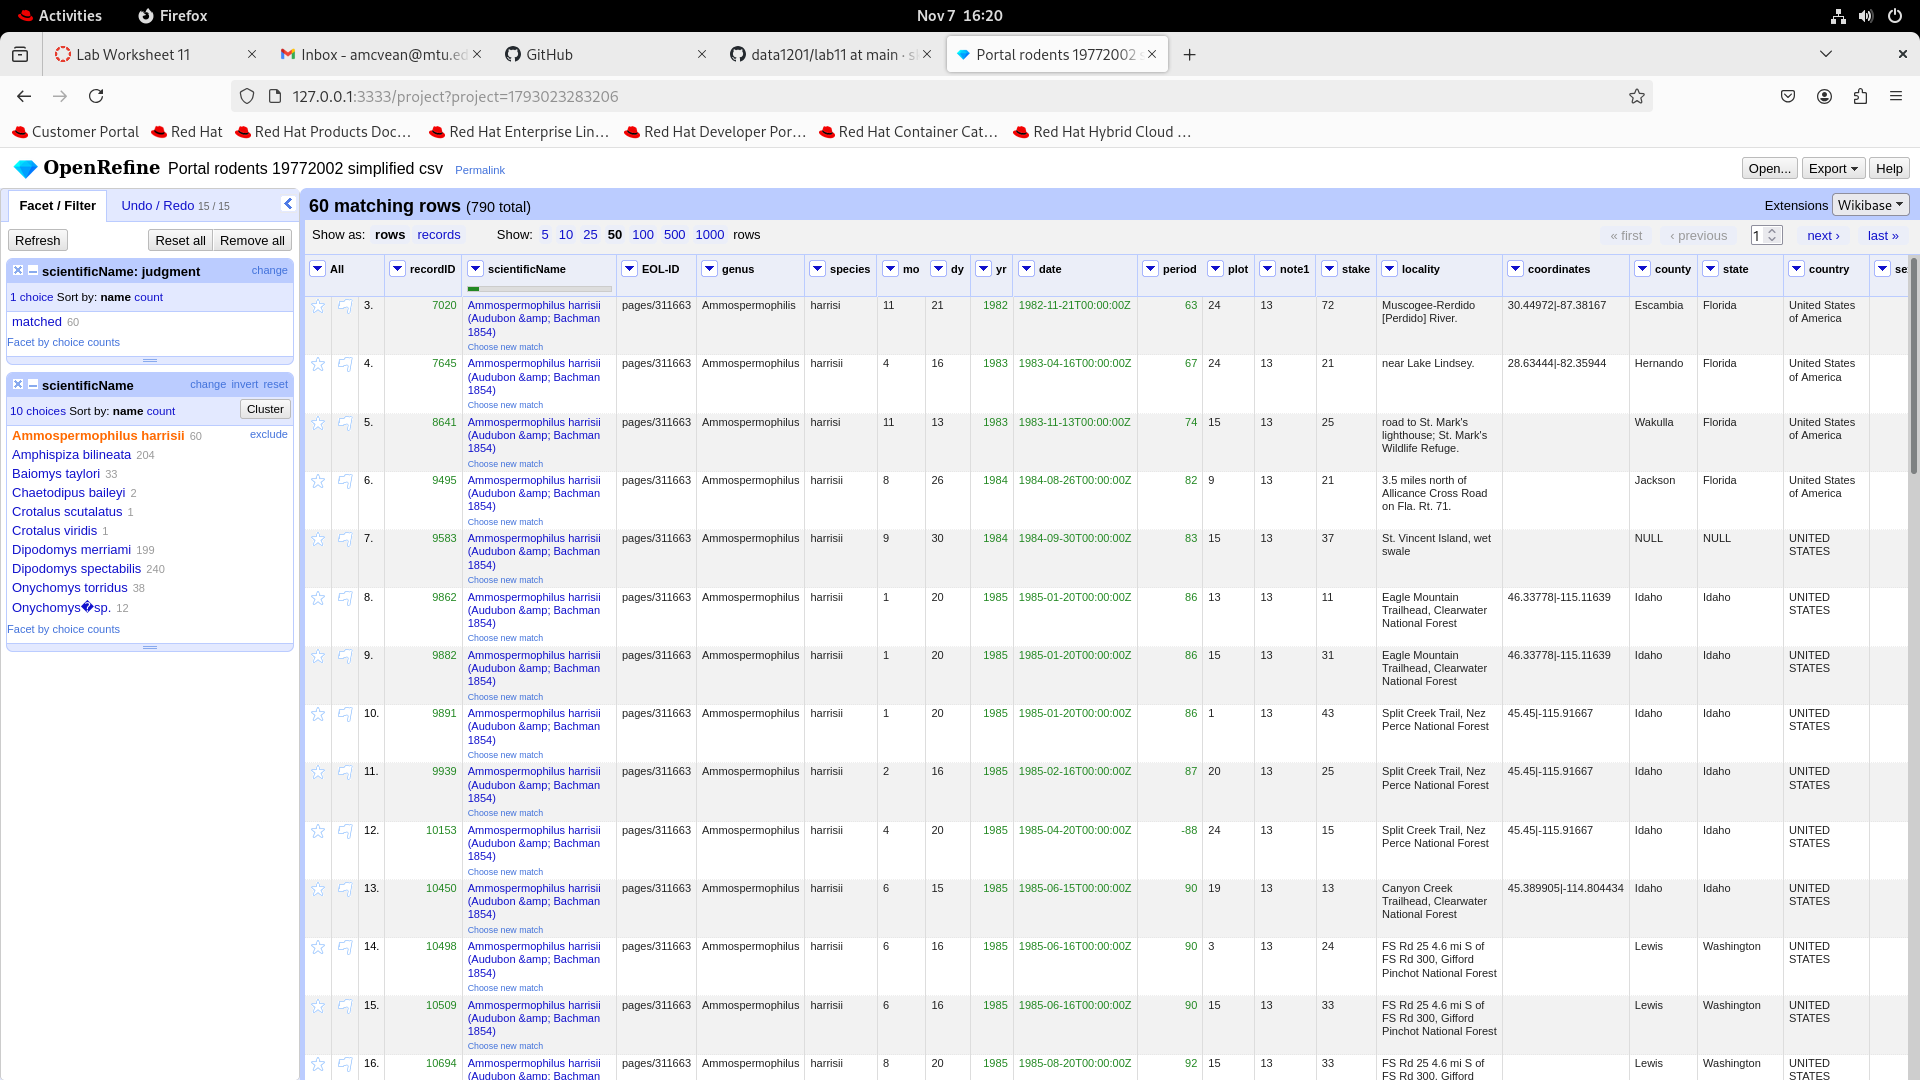 Activities Firefox Nov 7 16:20
Lab Worksheet 11 Inbox - amcvean@mtu.ed GitHub data1201/lab11 at main · s Portal rodents 19772002 s
127.0.0.1:3333/project?project=1793023283206
Customer Portal Red Hat Red Hat Products Doc… Red Hat Enterprise Lin… Red Hat Developer Por… Red Hat Container Cat… Red Hat Hybrid Cloud …
OpenRefine Portal rodents 19772002 simplified csv Permalink Open... Export Help
Facet / Filter Undo / Redo 15 / 15
Refresh Reset all Remove all
scientificName: judgment change
1 choice Sort by: name count
matched 60
Facet by choice counts
scientificName change invert reset
10 choices Sort by: name count Cluster
Ammospermophilus harrisii 60 exclude
Amphispiza bilineata 204
Baiomys taylori 33
Chaetodipus baileyi 2
Crotalus scutalatus 1
Crotalus viridis 1
Dipodomys merriami 199
Dipodomys spectabilis 240
Onychomys torridus 38
Onychomys�sp. 12
Facet by choice counts
60 matching rows (790 total) Extensions Wikibase
Show as: rows records Show: 5 10 25 50 100 500 1000 rows « first ‹ previous 1 next › last »
All recordID scientificName EOL-ID genus species mo dy yr date period plot note1 stake locality coordinates county state country se
3. 7020 Ammospermophilus harrisii pages/311663 Ammospermophilis harrisi 11 21 1982 1982-11-21T00:00:00Z 63 24 13 72 Muscogee-Rerdido 30.44972|-87.38167 Escambia Florida United States
(Audubon &amp; Bachman [Perdido] River. of America
1854)
Choose new match
4. 7645 Ammospermophilus harrisii pages/311663 Ammospermophilus harrisii 4 16 1983 1983-04-16T00:00:00Z 67 24 13 21 near Lake Lindsey. 28.63444|-82.35944 Hernando Florida United States
(Audubon &amp; Bachman of America
1854)
Choose new match
5. 8641 Ammospermophilus harrisii pages/311663 Ammospermophilus harrisi 11 13 1983 1983-11-13T00:00:00Z 74 15 13 25 road to St. Mark's Wakulla Florida United States
(Audubon &amp; Bachman lighthouse; St. Mark's of America
1854) Wildlife Refuge.
Choose new match
6. 9495 Ammospermophilus harrisii pages/311663 Ammospermophilus harrisii 8 26 1984 1984-08-26T00:00:00Z 82 9 13 21 3.5 miles north of Jackson Florida United States
(Audubon &amp; Bachman Allicance Cross Road of America
1854) on Fla. Rt. 71.
Choose new match
7. 9583 Ammospermophilus harrisii pages/311663 Ammospermophilus harrisii 9 30 1984 1984-09-30T00:00:00Z 83 15 13 37 St. Vincent Island, wet NULL NULL UNITED
(Audubon &amp; Bachman swale STATES
1854)
Choose new match
8. 9862 Ammospermophilus harrisii pages/311663 Ammospermophilus harrisii 1 20 1985 1985-01-20T00:00:00Z 86 13 13 11 Eagle Mountain 46.33778|-115.11639 Idaho Idaho UNITED
(Audubon &amp; Bachman Trailhead, Clearwater STATES
1854) National Forest
Choose new match
9. 9882 Ammospermophilus harrisii pages/311663 Ammospermophilus harrisii 1 20 1985 1985-01-20T00:00:00Z 86 15 13 31 Eagle Mountain 46.33778|-115.11639 Idaho Idaho UNITED
(Audubon &amp; Bachman Trailhead, Clearwater STATES
1854) National Forest
Choose new match
10. 9891 Ammospermophilus harrisii pages/311663 Ammospermophilus harrisii 1 20 1985 1985-01-20T00:00:00Z 86 1 13 43 Split Creek Trail, Nez 45.45|-115.91667 Idaho Idaho UNITED
(Audubon &amp; Bachman Perce National Forest STATES
1854)
Choose new match
11. 9939 Ammospermophilus harrisii pages/311663 Ammospermophilus harrisii 2 16 1985 1985-02-16T00:00:00Z 87 20 13 25 Split Creek Trail, Nez 45.45|-115.91667 Idaho Idaho UNITED
(Audubon &amp; Bachman Perce National Forest STATES
1854)
Choose new match
12. 10153 Ammospermophilus harrisii pages/311663 Ammospermophilus harrisii 4 20 1985 1985-04-20T00:00:00Z -88 24 13 15 Split Creek Trail, Nez 45.45|-115.91667 Idaho Idaho UNITED
(Audubon &amp; Bachman Perce National Forest STATES
1854)
Choose new match
13. 10450 Ammospermophilus harrisii pages/311663 Ammospermophilus harrisii 6 15 1985 1985-06-15T00:00:00Z 90 19 13 13 Canyon Creek 45.389905|-114.804434 Idaho Idaho UNITED
(Audubon &amp; Bachman Trailhead, Clearwater STATES
1854) National Forest
Choose new match
14. 10498 Ammospermophilus harrisii pages/311663 Ammospermophilus harrisii 6 16 1985 1985-06-16T00:00:00Z 90 3 13 24 FS Rd 25 4.6 mi S of Lewis Washington UNITED
(Audubon &amp; Bachman FS Rd 300, Gifford STATES
1854) Pinchot National Forest
Choose new match
15. 10509 Ammospermophilus harrisii pages/311663 Ammospermophilus harrisii 6 16 1985 1985-06-16T00:00:00Z 90 15 13 33 FS Rd 25 4.6 mi S of Lewis Washington UNITED
(Audubon &amp; Bachman FS Rd 300, Gifford STATES
1854) Pinchot National Forest
Choose new match
16. 10694 Ammospermophilus harrisii pages/311663 Ammospermophilus harrisii 8 20 1985 1985-08-20T00:00:00Z 92 15 13 33 FS Rd 25 4.6 mi S of Lewis Washington UNITED
(Audubon &amp; Bachman FS Rd 300, Gifford STATES